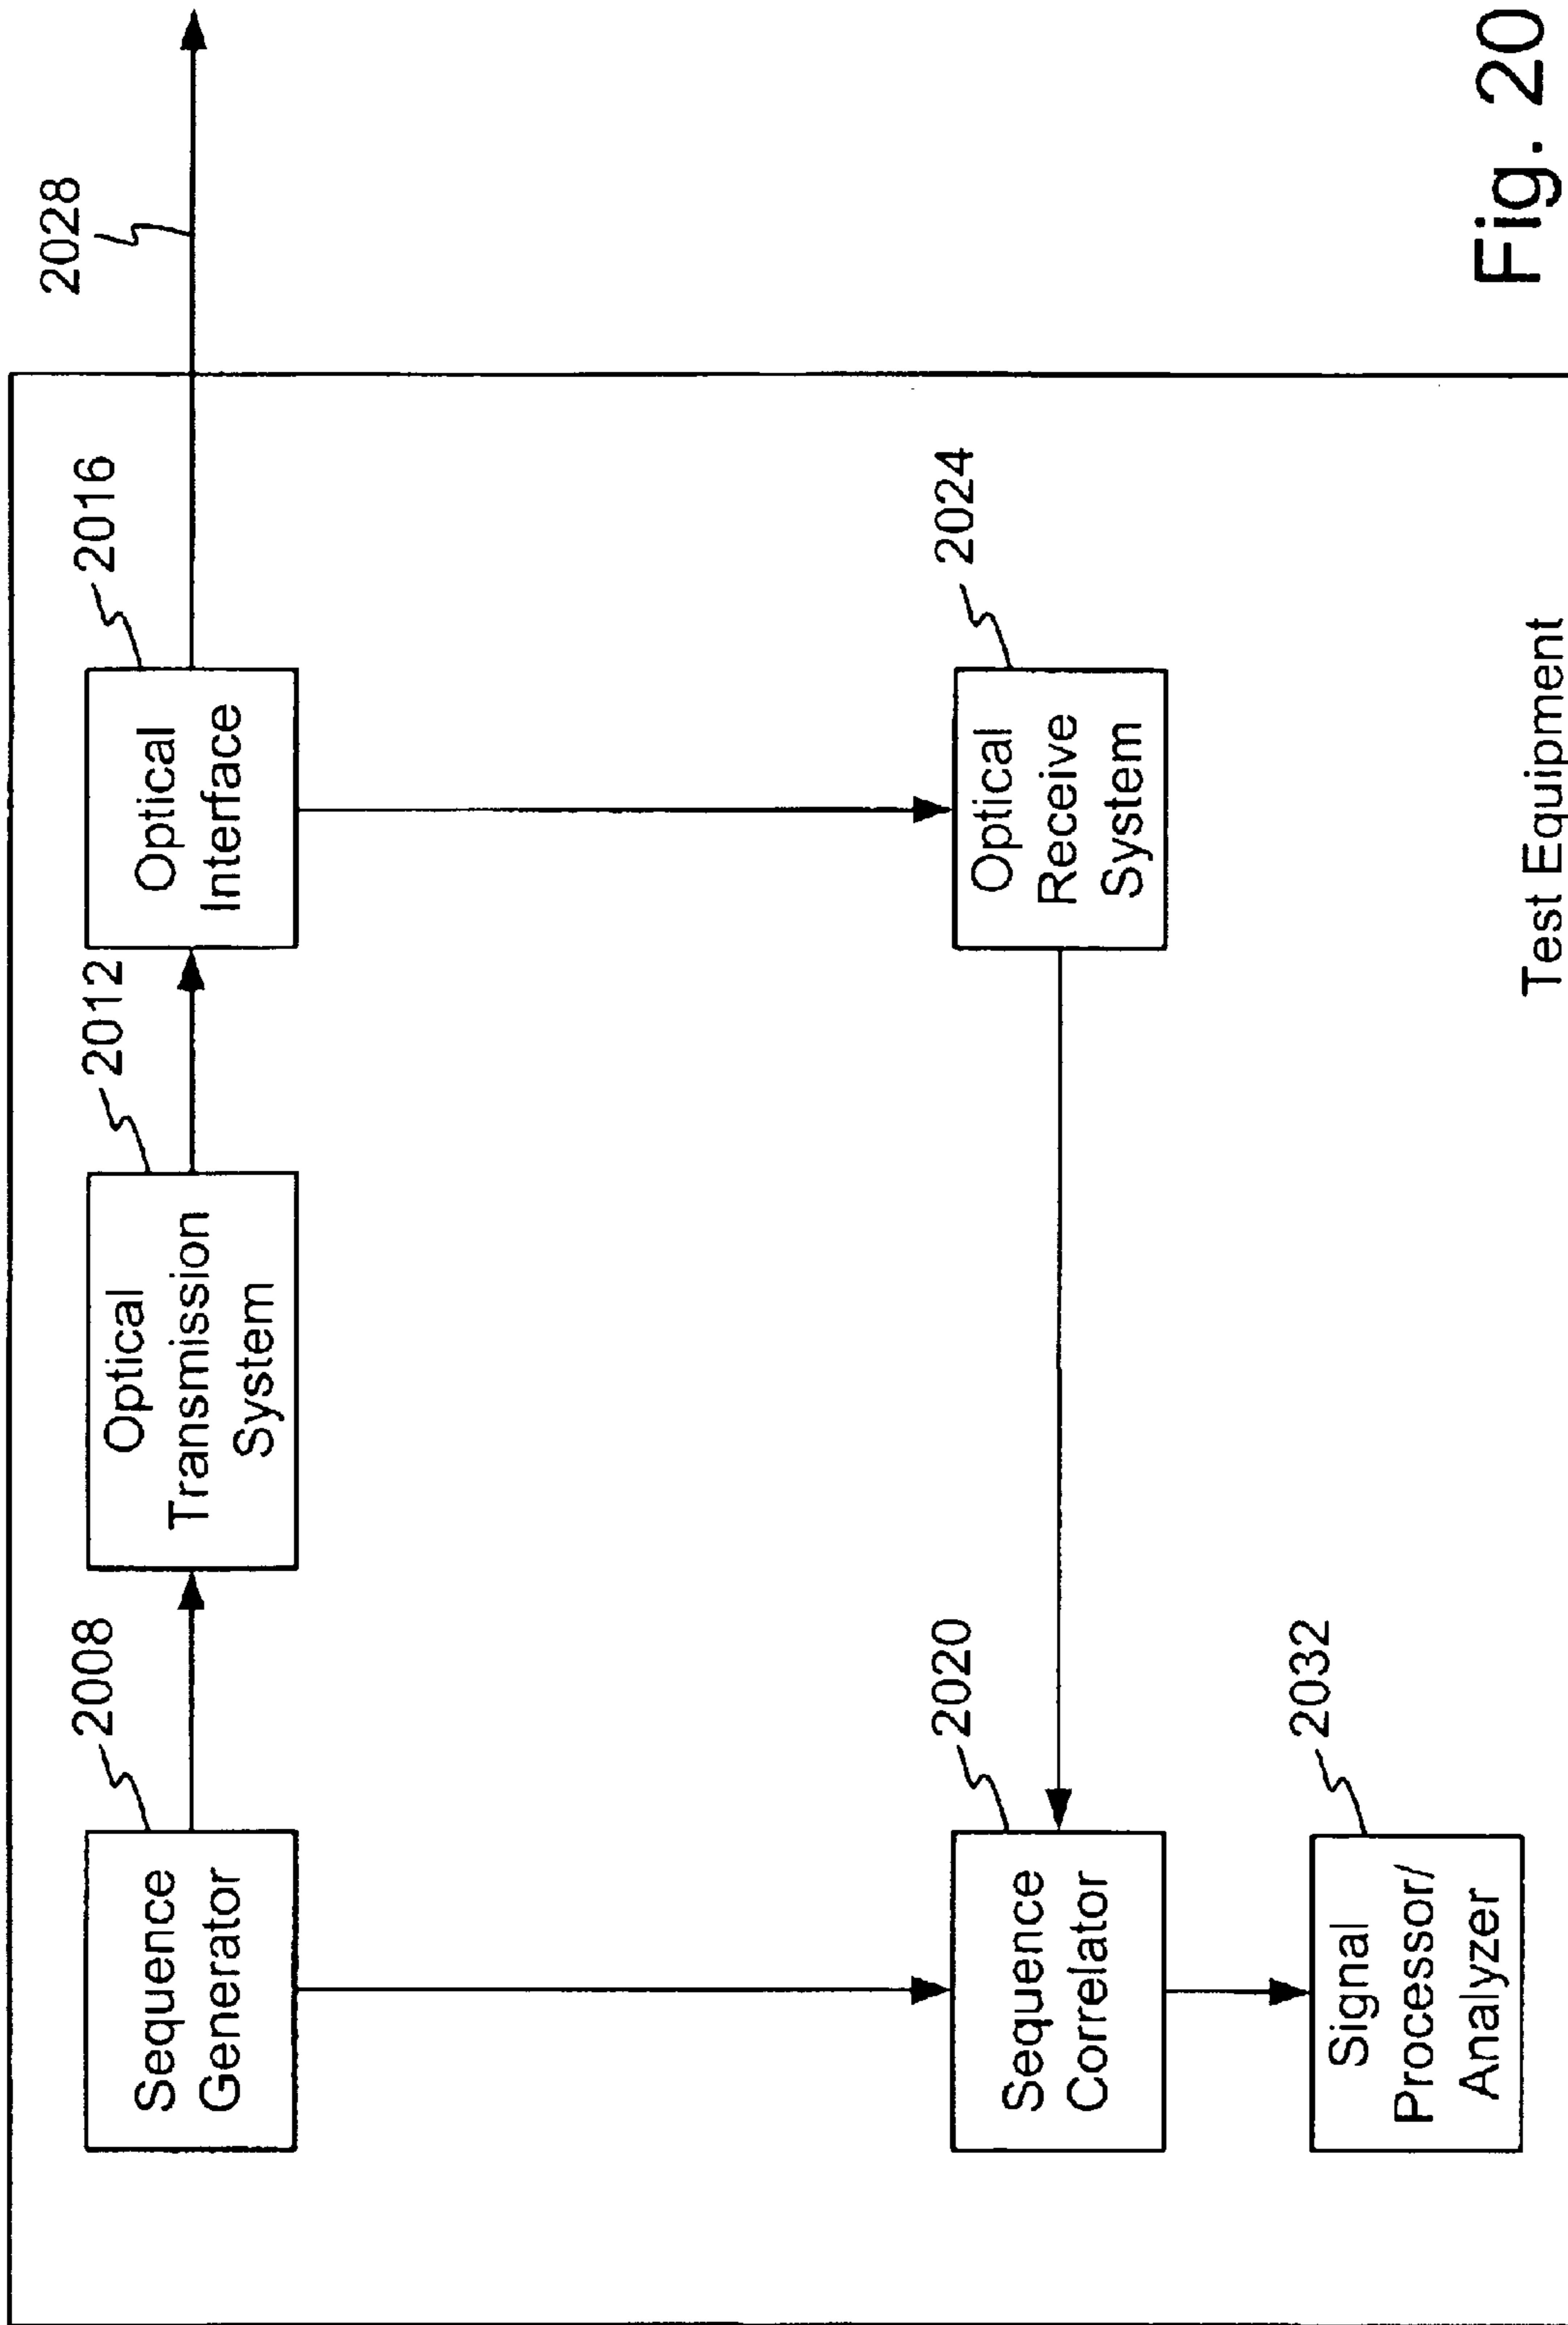 2008
Sequence
Generator
2012
Optical
Transmission
System
2016
Optical
Interface
2028
2020
Sequence
Correlator
2024
Optical
Receive
System
2032
Signal
Processor/
Analyzer
Test Equipment
Fig. 20